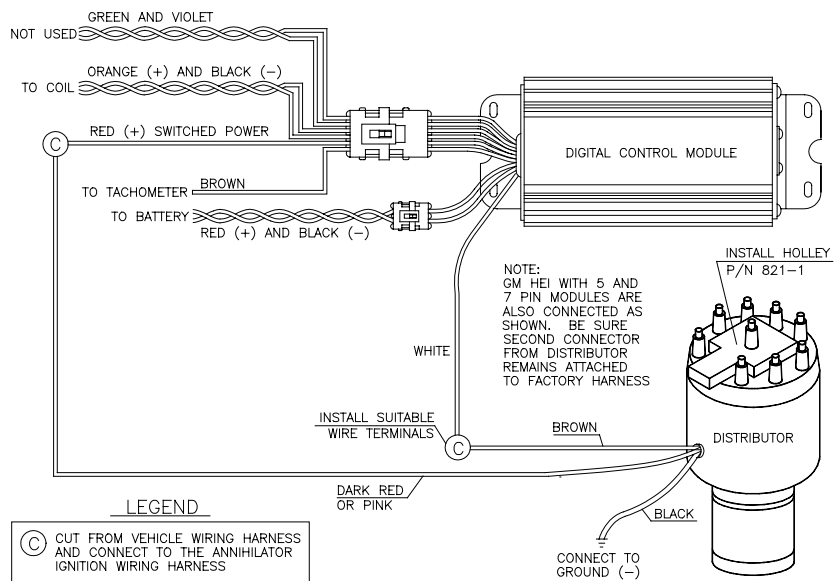 GREEN AND VIOLET
NOT USED
ORANGE (+) AND BLACK (-)
TO COIL
RED (+) SWITCHED POWER
C
DIGITAL CONTROL MODULE
BROWN
TO TACHOMETER
TO BATTERY
RED (+) AND BLACK (-)
INSTALL HOLLEY
P/N 821-1
NOTE:
GM HEI WITH 5 AND
7 PIN MODULES ARE
ALSO CONNECTED AS
SHOWN. BE SURE
SECOND CONNECTOR
FROM DISTRIBUTOR
REMAINS ATTACHED
TO FACTORY HARNESS
WHITE
INSTALL SUITABLE
WIRE TERMINALS
C
BROWN
DISTRIBUTOR
DARK RED
OR PINK
BLACK
CONNECT TO
GROUND (-)
LEGEND
C CUT FROM VEHICLE WIRING HARNESS
AND CONNECT TO THE ANNIHILATOR
IGNITION WIRING HARNESS